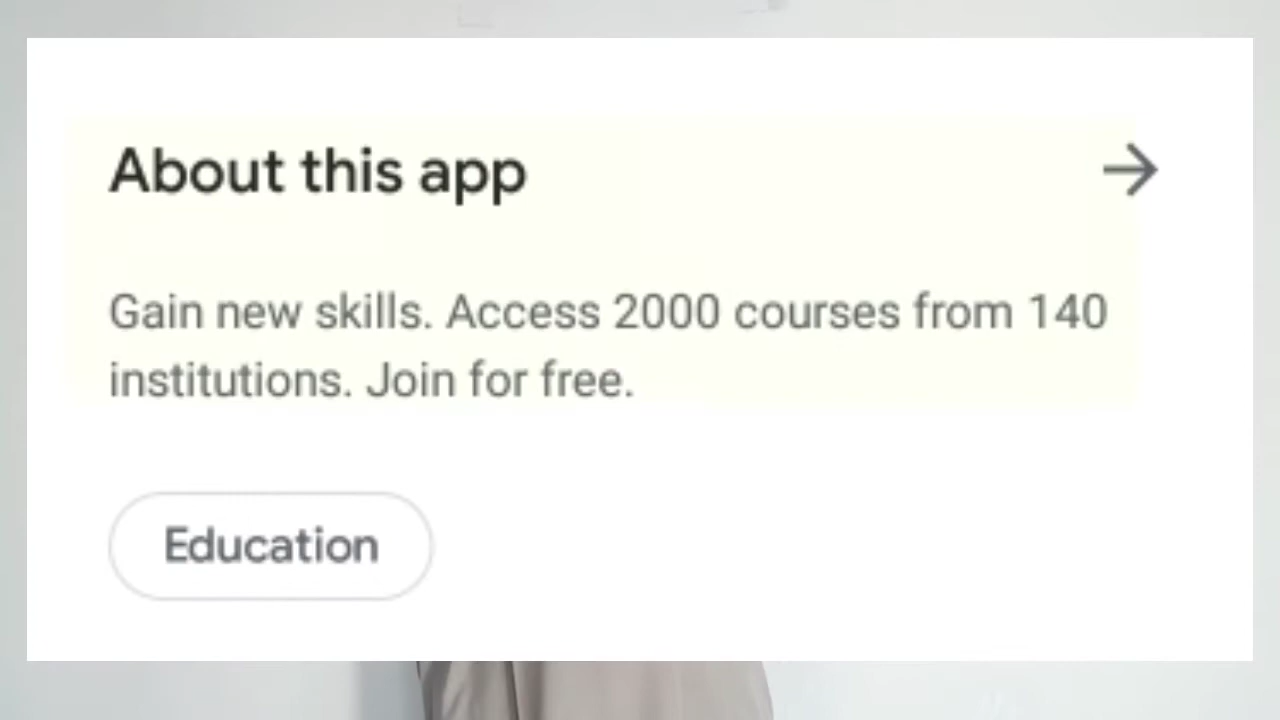 About this app
Gain new skills. Access 2000 courses from 140
institutions. Join for free.
Education